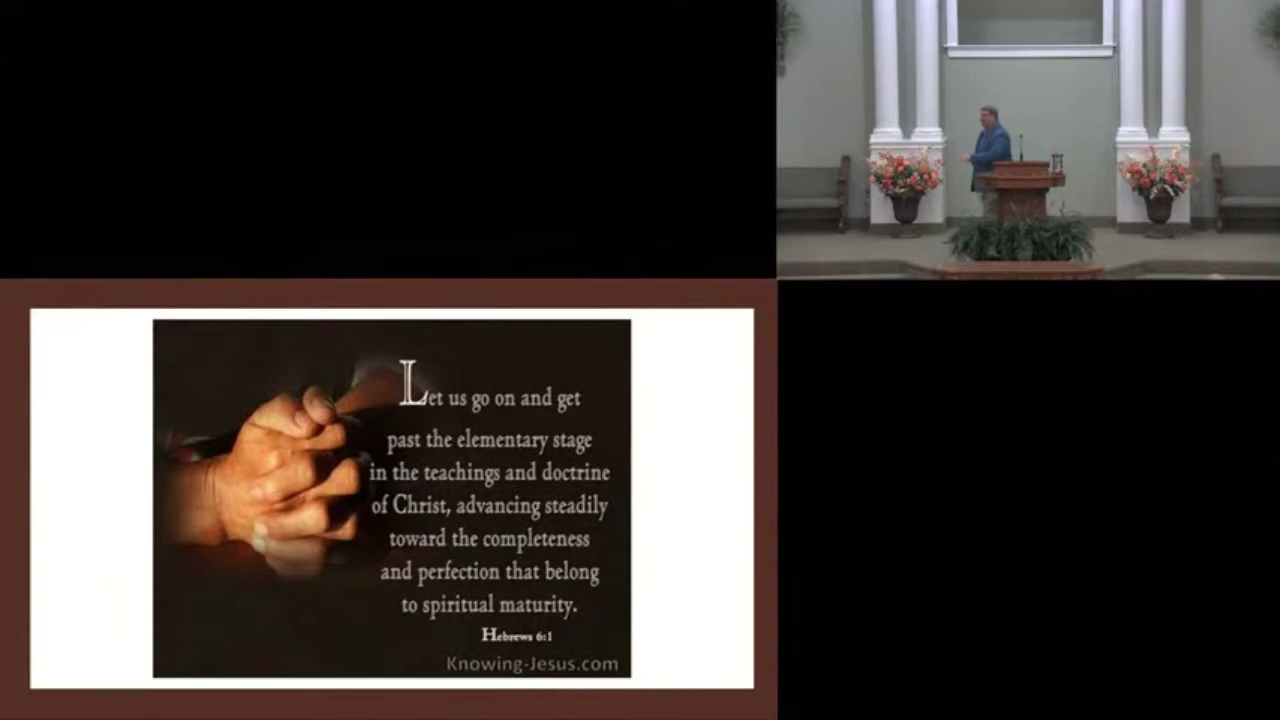 Let us go on and get
past the elementary stage
in the teachings and doctrine
of Christ, advancing steadily
toward the completeness
and perfection that belong
to spiritual maturity.
Hebrews 6:1
Knowing-Jesus.com